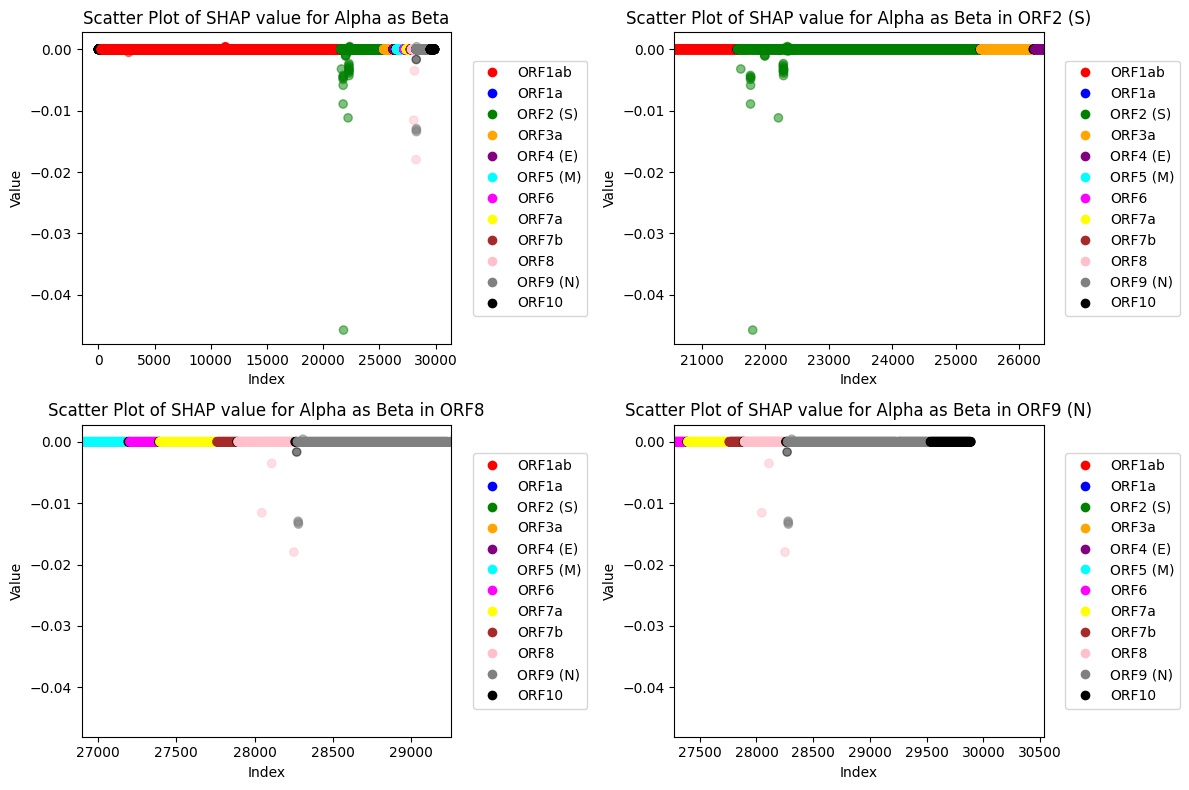 Scatter Plot of SHAP value for Alpha as Beta
0.00
−0.01
−0.02
−0.03
−0.04
Value
0 5000 10000 15000 20000 25000 30000
Index
ORF1ab
ORF1a
ORF2 (S)
ORF3a
ORF4 (E)
ORF5 (M)
ORF6
ORF7a
ORF7b
ORF8
ORF9 (N)
ORF10
Scatter Plot of SHAP value for Alpha as Beta in ORF2 (S)
0.00
−0.01
−0.02
−0.03
−0.04
Value
21000 22000 23000 24000 25000 26000
Index
ORF1ab
ORF1a
ORF2 (S)
ORF3a
ORF4 (E)
ORF5 (M)
ORF6
ORF7a
ORF7b
ORF8
ORF9 (N)
ORF10
Scatter Plot of SHAP value for Alpha as Beta in ORF8
0.00
−0.01
−0.02
−0.03
−0.04
Value
27000 27500 28000 28500 29000
Index
ORF1ab
ORF1a
ORF2 (S)
ORF3a
ORF4 (E)
ORF5 (M)
ORF6
ORF7a
ORF7b
ORF8
ORF9 (N)
ORF10
Scatter Plot of SHAP value for Alpha as Beta in ORF9 (N)
0.00
−0.01
−0.02
−0.03
−0.04
Value
27500 28000 28500 29000 29500 30000 30500
Index
ORF1ab
ORF1a
ORF2 (S)
ORF3a
ORF4 (E)
ORF5 (M)
ORF6
ORF7a
ORF7b
ORF8
ORF9 (N)
ORF10